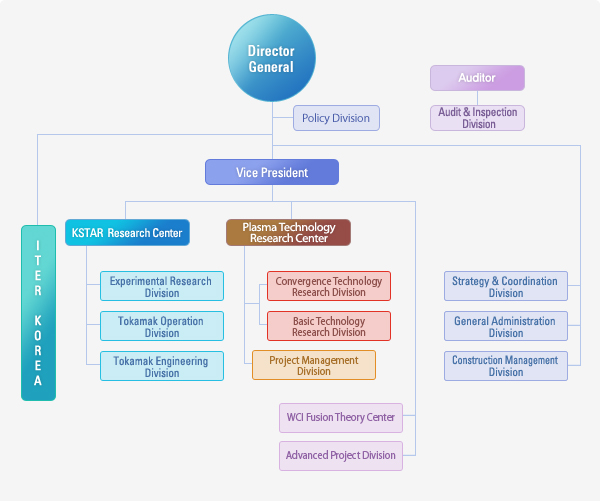 Director
General
Auditor
Policy Division
Audit & Inspection
Division
Vice President
ITER KOREA
KSTAR Research Center
Plasma Technology
Research Center
Experimental Research
Division
Convergence Technology
Research Division
Strategy & Coordination
Division
Tokamak Operation
Division
Basic Technology
Research Division
General Administration
Division
Tokamak Engineering
Division
Project Management
Division
Construction Management
Division
WCI Fusion Theory Center
Advanced Project Division